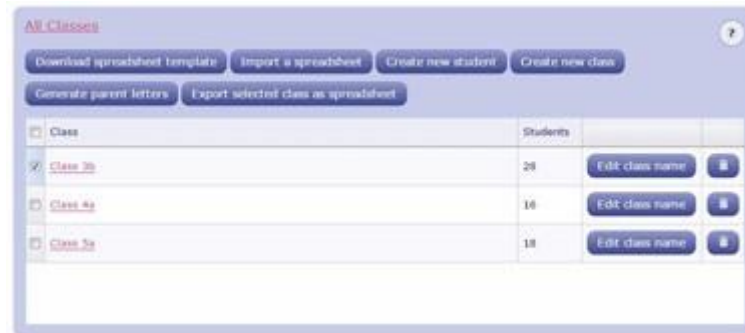 All Classes
?
Download spreadsheet template Import a spreadsheet Create new student Create new class
Generate parent letters Export selected class as spreadsheet
Class Students
Class 3b 28 Edit class name
Class 4a 16 Edit class name
Class 5a 18 Edit class name